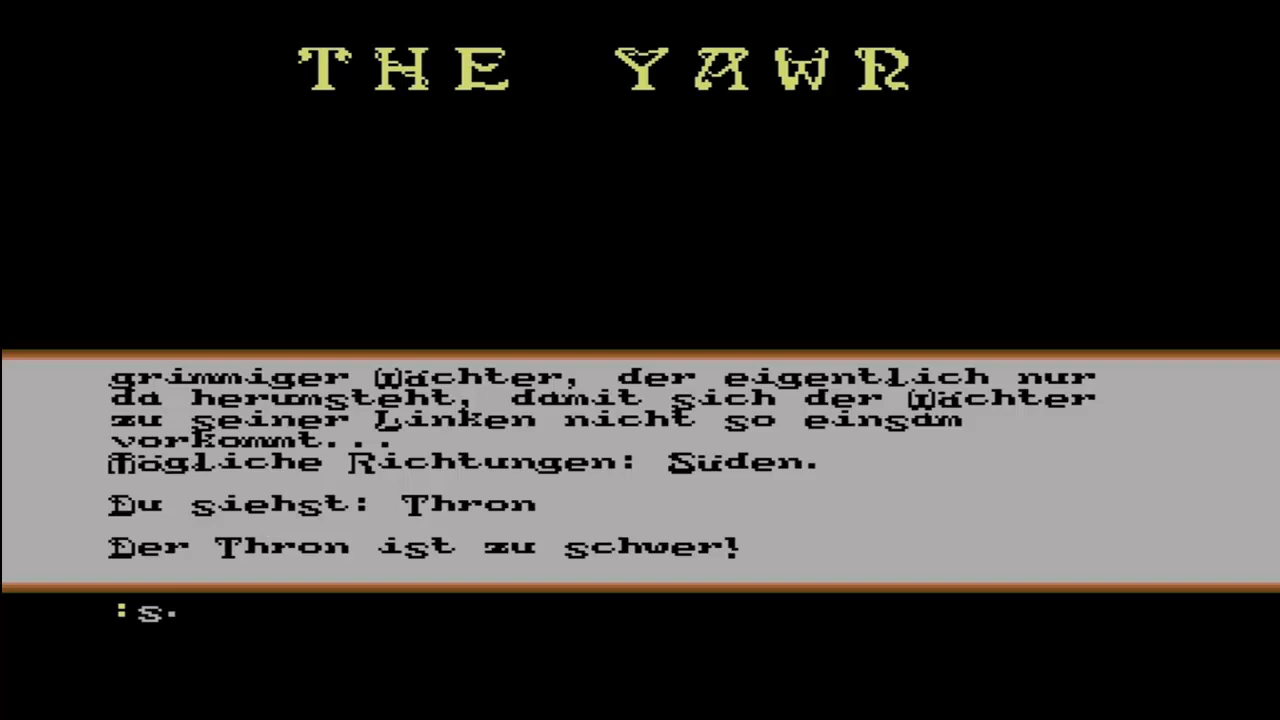 THE YAWR
grimmiger Wächter, der eigentlich nur
da herumsteht, damit sich der Wächter
zu seiner Linken nicht so einsam
vorkommt...
Mögliche Richtungen: Süden.
Du siehst: Thron
Der Thron ist zu schwer!
:s.